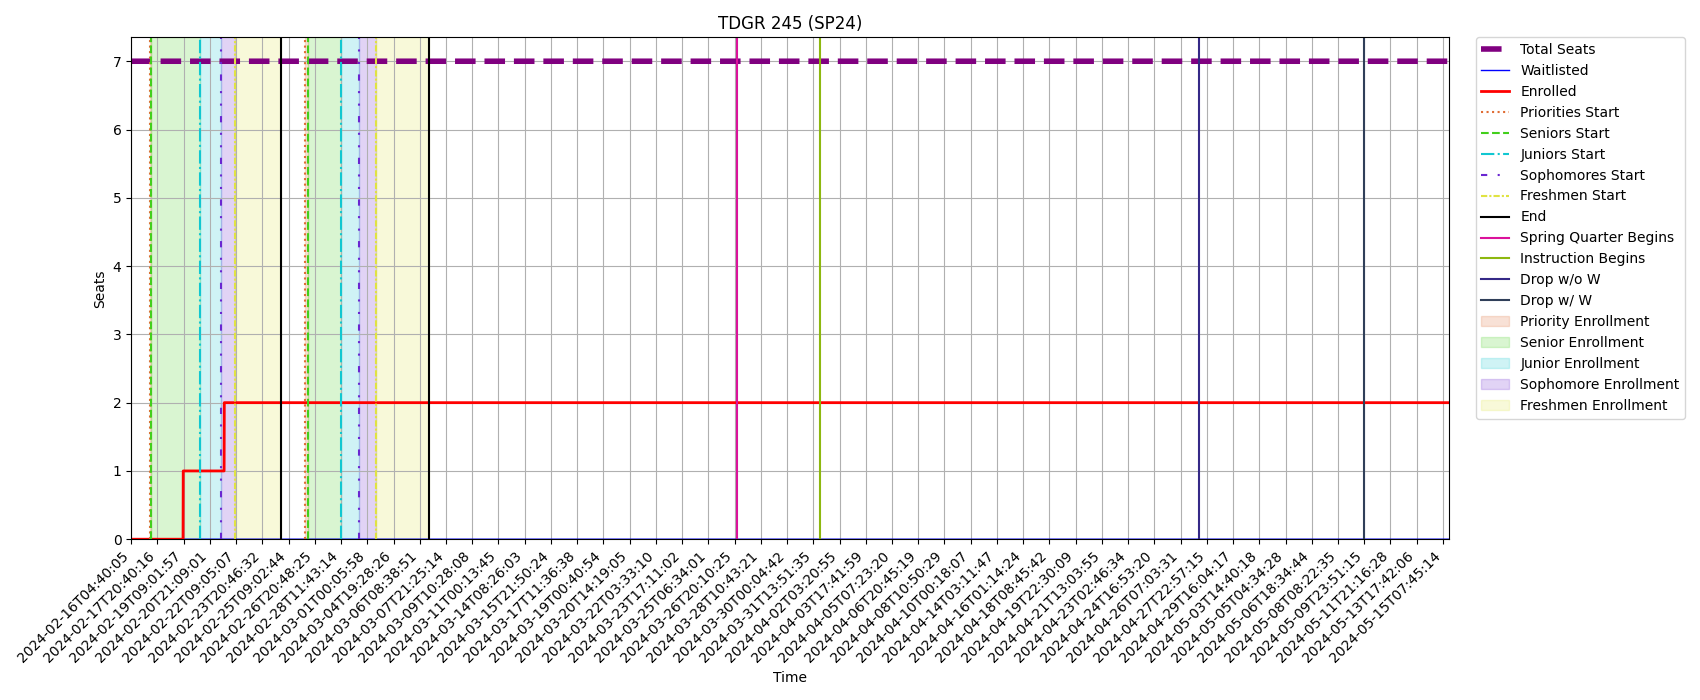 TDGR 245 (SP24)
Seats
7
6
5
4
3
2
1
0
2024-02-16T04:40:05
2024-02-17T20:40:16
2024-02-19T09:01:57
2024-02-20T21:09:01
2024-02-22T09:05:07
2024-02-23T20:46:32
2024-02-25T09:02:44
2024-02-26T20:48:25
2024-02-28T11:43:14
2024-03-01T00:05:58
2024-03-04T19:28:26
2024-03-06T08:38:51
2024-03-07T21:25:14
2024-03-09T10:28:08
2024-03-11T00:13:45
2024-03-14T08:26:03
2024-03-15T21:50:24
2024-03-17T11:36:38
2024-03-19T00:40:54
2024-03-20T14:19:05
2024-03-22T03:33:10
2024-03-23T17:11:02
2024-03-25T06:34:01
2024-03-26T20:10:25
2024-03-28T10:43:21
2024-03-30T00:04:42
2024-03-31T13:51:35
2024-04-02T03:20:55
2024-04-03T17:41:59
2024-04-05T07:23:20
2024-04-06T20:45:19
2024-04-08T10:50:29
2024-04-10T00:18:07
2024-04-14T03:11:47
2024-04-16T01:14:24
2024-04-18T08:45:42
2024-04-19T22:30:09
2024-04-21T13:03:55
2024-04-23T02:46:34
2024-04-24T16:53:20
2024-04-26T07:03:31
2024-04-27T22:57:15
2024-04-29T16:04:17
2024-05-03T14:40:18
2024-05-05T04:34:28
2024-05-06T18:34:44
2024-05-08T08:22:35
2024-05-09T23:51:15
2024-05-11T21:16:28
2024-05-13T17:42:06
2024-05-15T07:45:14
Time
Total Seats
Waitlisted
Enrolled
Priorities Start
Seniors Start
Juniors Start
Sophomores Start
Freshmen Start
End
Spring Quarter Begins
Instruction Begins
Drop w/o W
Drop w/ W
Priority Enrollment
Senior Enrollment
Junior Enrollment
Sophomore Enrollment
Freshmen Enrollment